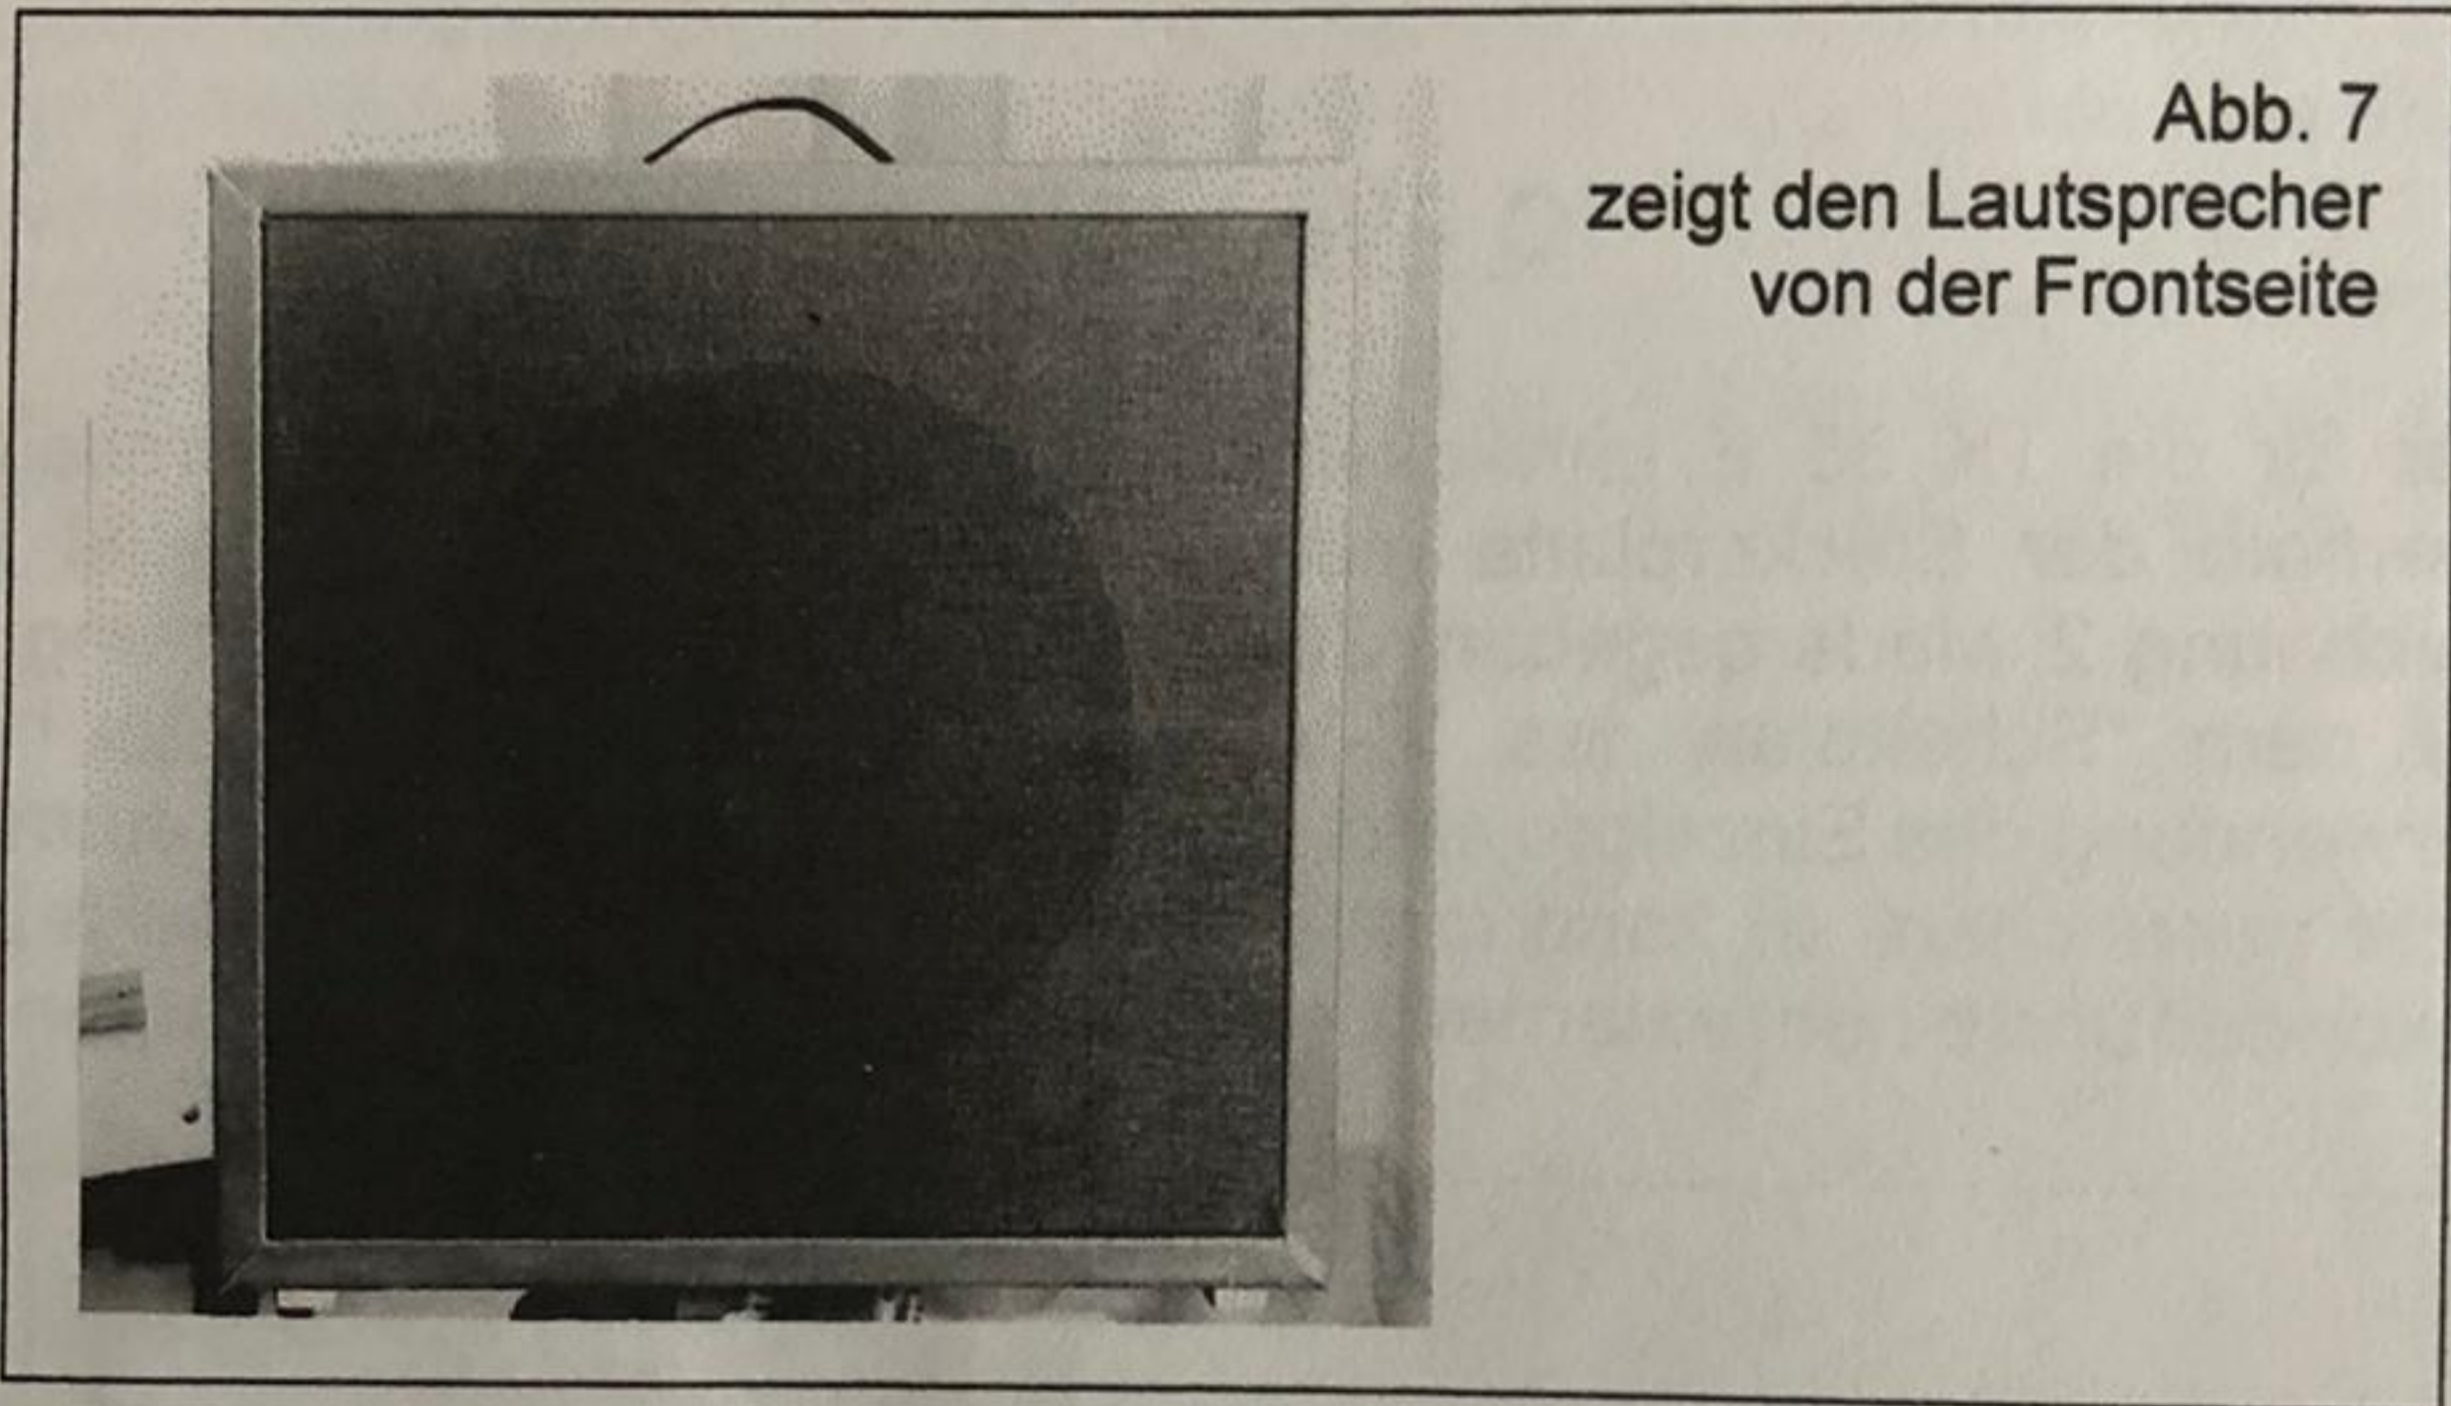 Abb. 7
zeigt den Lautsprecher
von der Frontseite